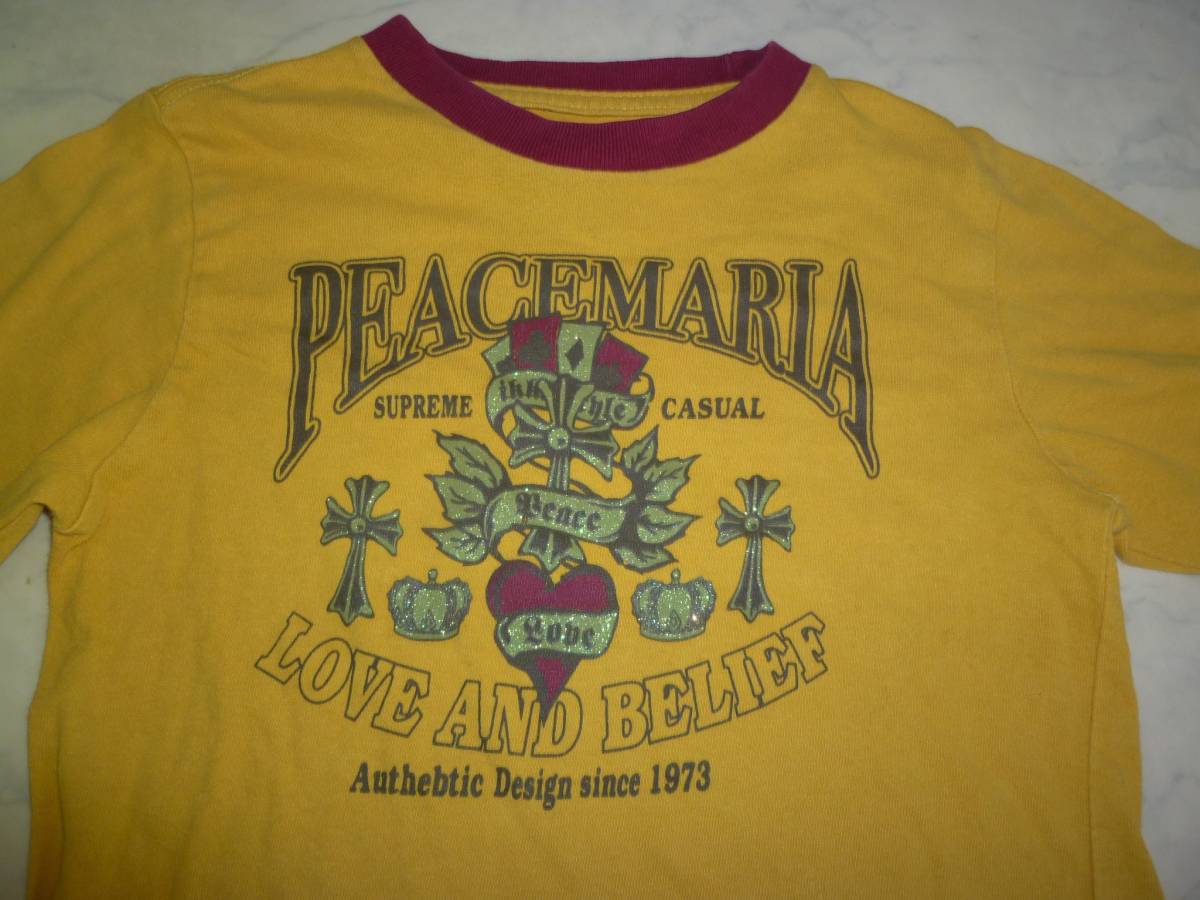 PEACEMARIA
SUPREME CASUAL
Peace
Love
LOVE AND BELIEF
Authebtic Design since 1973